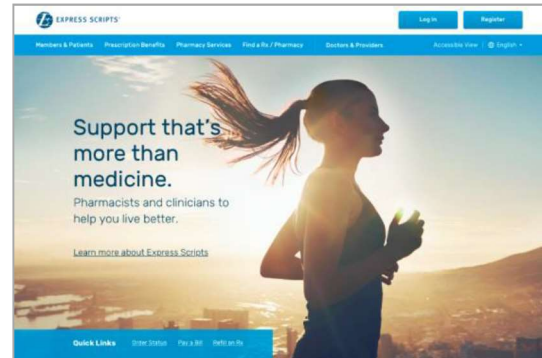 EXPRESS SCRIPTS®
Log In Register
Members & Patients Prescription Benefits Pharmacy Services Find a Rx / Pharmacy Doctors & Providers Accessible View | English
Support that's
more than
medicine.
Pharmacists and clinicians to
help you live better.
Learn more about Express Scripts
Quick Links Order Status Pay a Bill Refill an Rx